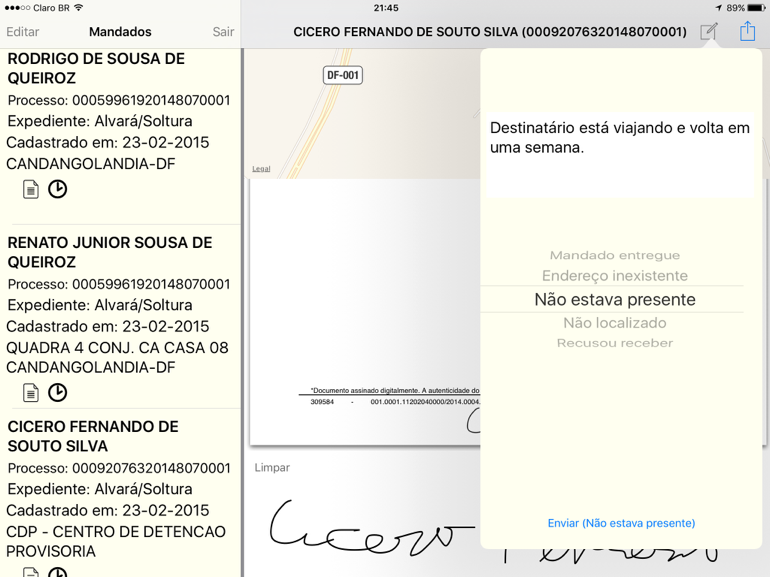 Claro BR
21:45
89%
Editar
Mandados
Sair
CICERO FERNANDO DE SOUTO SILVA (00092076320148070001)
RODRIGO DE SOUSA DE
QUEIROZ
Processo: 00059961920148070001
Expediente: Alvará/Soltura
Cadastrado em: 23-02-2015
CANDANGOLANDIA-DF
RENATO JUNIOR SOUSA DE
QUEIROZ
Processo: 00059961920148070001
Expediente: Alvará/Soltura
Cadastrado em: 23-02-2015
QUADRA 4 CONJ. CA CASA 08
CANDANGOLANDIA-DF
CICERO FERNANDO DE
SOUTO SILVA
Processo: 00092076320148070001
Expediente: Alvará/Soltura
Cadastrado em: 23-02-2015
CDP - CENTRO DE DETENCAO
PROVISORIA
DF-001
Legal
*Documento assinado digitalmente. A autenticidade do
309584 - 001.0001.11202040000/2014.0004.
Limpar
Cicero
Destinatário está viajando e volta em
uma semana.
Mandado entregue
Endereço inexistente
Não estava presente
Não localizado
Recusou receber
Enviar (Não estava presente)